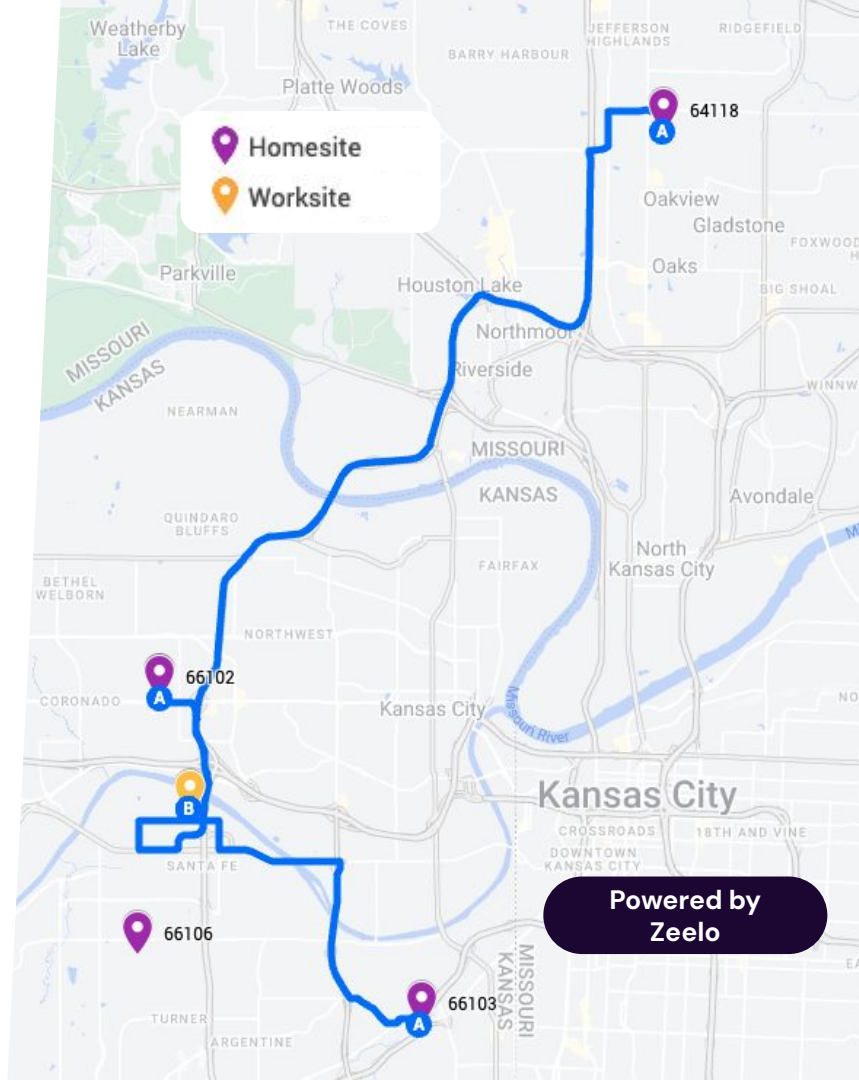 Weatherby
Lake
THE COVES
JEFFERSON
HIGHLANDS
RIDGEFIELD
BARRY HARBOUR
Platte Woods
64118
A
Homesite
Worksite
Oakview
Gladstone
FOXWOOD
Parkville
Oaks
Houston Lake
BIG SHOAL
MISSOURI
KANSAS
Northmoor
Riverside
WINNW
NEARMAN
MISSOURI
KANSAS
Avondale
QUINDARO
BLUFFS
North
Kansas City
FAIRFAX
BETHEL
WELBORN
NORTHWEST
66102
A
CORONADO
Kansas City
Missouri River
B
Kansas City
CROSSROADS
18TH AND VINE
DOWNTOWN
KANSAS CITY
SANTA FE
Powered by
Zeelo
66106
MISSOURI
KANSAS
66103
A
TURNER
ARGENTINE